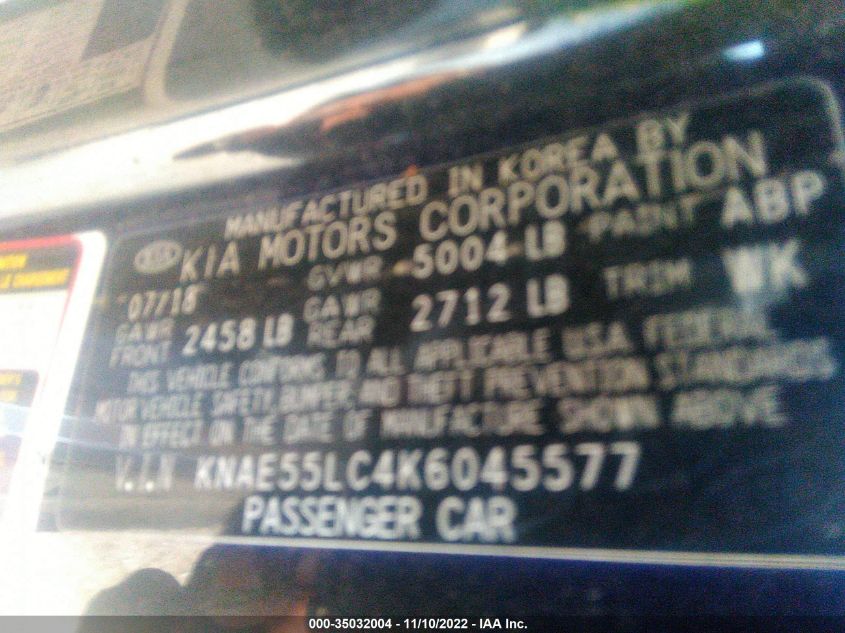 MANUFACTURED IN KOREA BY
KIA KIA MOTORS CORPORATION
07/18 GVWR 5004 LB PAINT ABP
GAWR FRONT 2458 LB GAWR REAR 2712 LB TRIM WK
THIS VEHICLE CONFORMS TO ALL APPLICABLE U.S.A. FEDERAL
MOTOR VEHICLE SAFETY, BUMPER, AND THEFT PREVENTION STANDARDS
IN EFFECT ON THE DATE OF MANUFACTURE SHOWN ABOVE
V.I.N KNAE55LC4K6045577
PASSENGER CAR
000-35032004 - 11/10/2022 - IAA Inc.